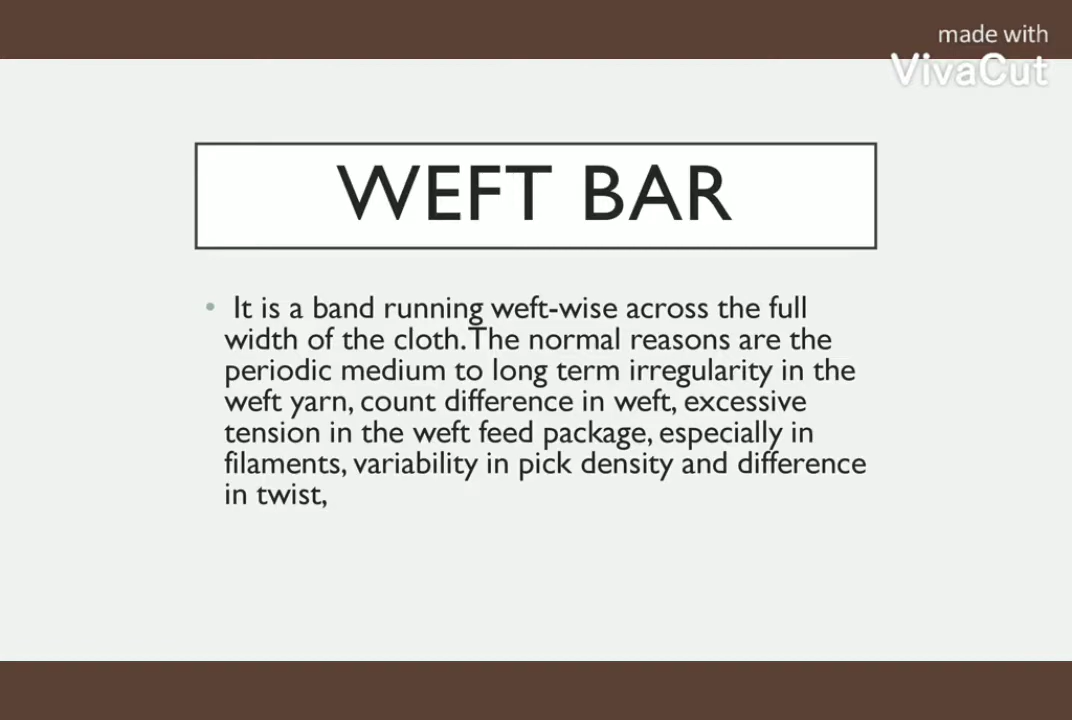 made with
VivaCut
WEFT BAR
• It is a band running weft-wise across the full
width of the cloth.The normal reasons are the
periodic medium to long term irregularity in the
weft yarn, count difference in weft, excessive
tension in the weft feed package, especially in
filaments, variability in pick density and difference
in twist,